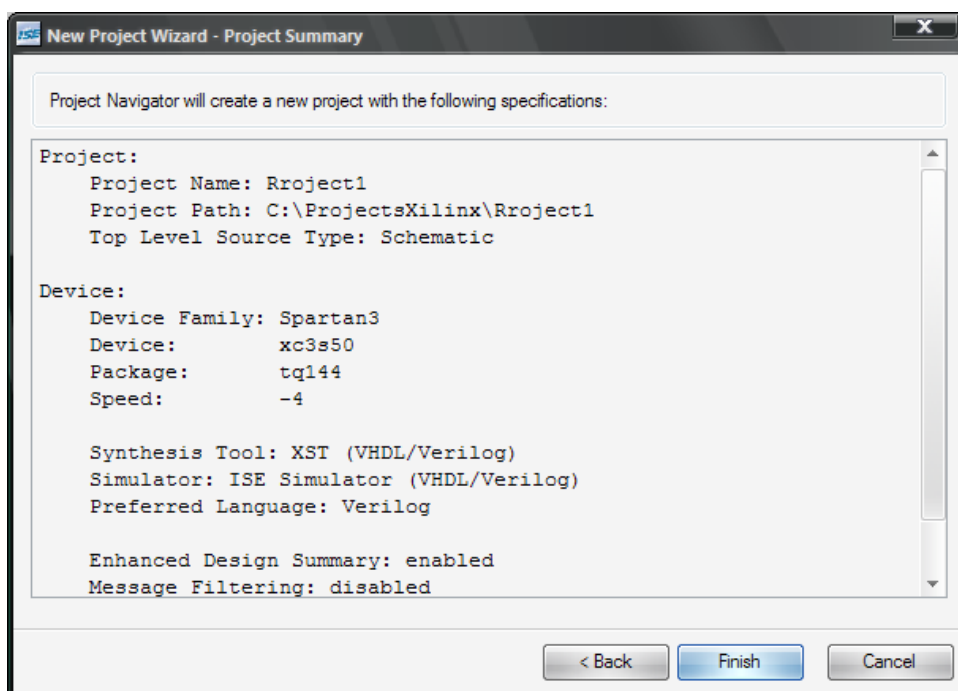 ISE New Project Wizard - Project Summary
X
Project Navigator will create a new project with the following specifications:
Project:
Project Name: Rroject1
Project Path: C:\ProjectsXilinx\Rroject1
Top Level Source Type: Schematic
Device:
Device Family: Spartan3
Device: xc3s50
Package: tq144
Speed: -4
Synthesis Tool: XST (VHDL/Verilog)
Simulator: ISE Simulator (VHDL/Verilog)
Preferred Language: Verilog
Enhanced Design Summary: enabled
Message Filtering: disabled
< Back Finish Cancel